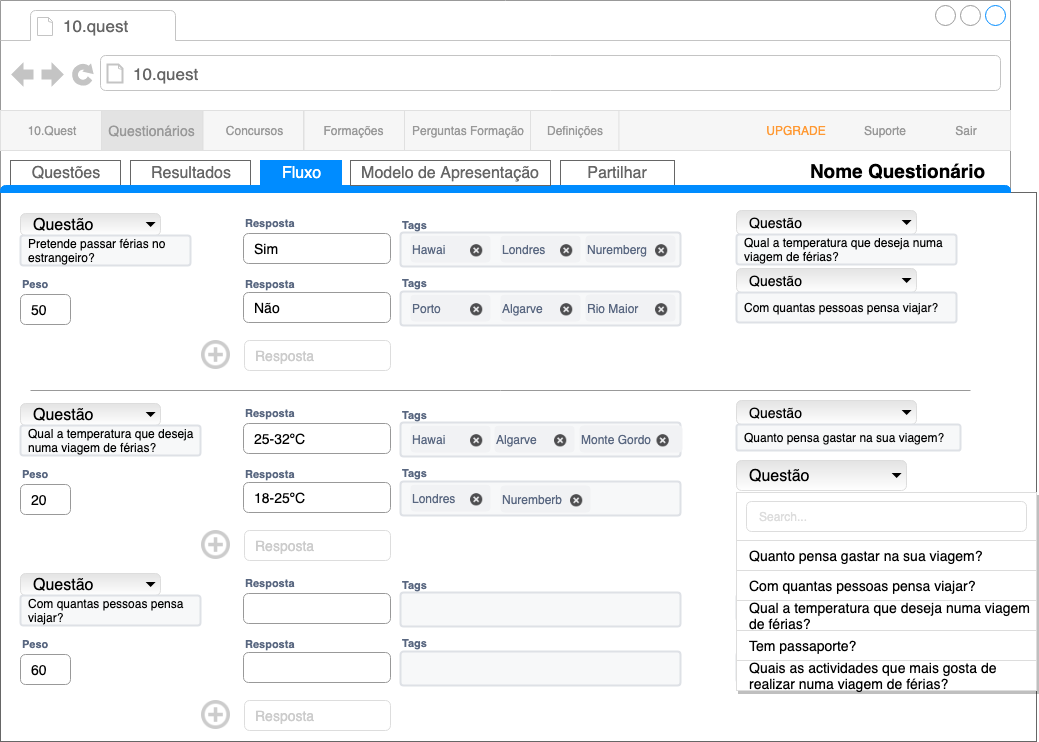 10.quest
10.quest
10.Quest Questionários Concursos Formações Perguntas Formação Definições UPGRADE Suporte Sair
Questões Resultados Fluxo Modelo de Apresentação Partilhar Nome Questionário
Questão
Pretende passar férias no
estrangeiro?
Peso
50
Resposta
Sim
Tags
Hawai Londres Nuremberg
Resposta
Não
Tags
Porto Algarve Rio Maior
Resposta
Questão
Qual a temperatura que deseja numa
viagem de férias?
Questão
Com quantas pessoas pensa viajar?
Questão
Qual a temperatura que deseja
numa viagem de férias?
Peso
20
Resposta
25-32ºC
Tags
Hawai Algarve Monte Gordo
Resposta
18-25ºC
Tags
Londres Nuremberb
Resposta
Questão
Quanto pensa gastar na sua viagem?
Questão
Search...
Quanto pensa gastar na sua viagem?
Com quantas pessoas pensa viajar?
Qual a temperatura que deseja numa viagem
de férias?
Tem passaporte?
Quais as actividades que mais gosta de
realizar numa viagem de férias?
Questão
Com quantas pessoas pensa
viajar?
Peso
60
Resposta
Tags
Resposta
Tags
Resposta